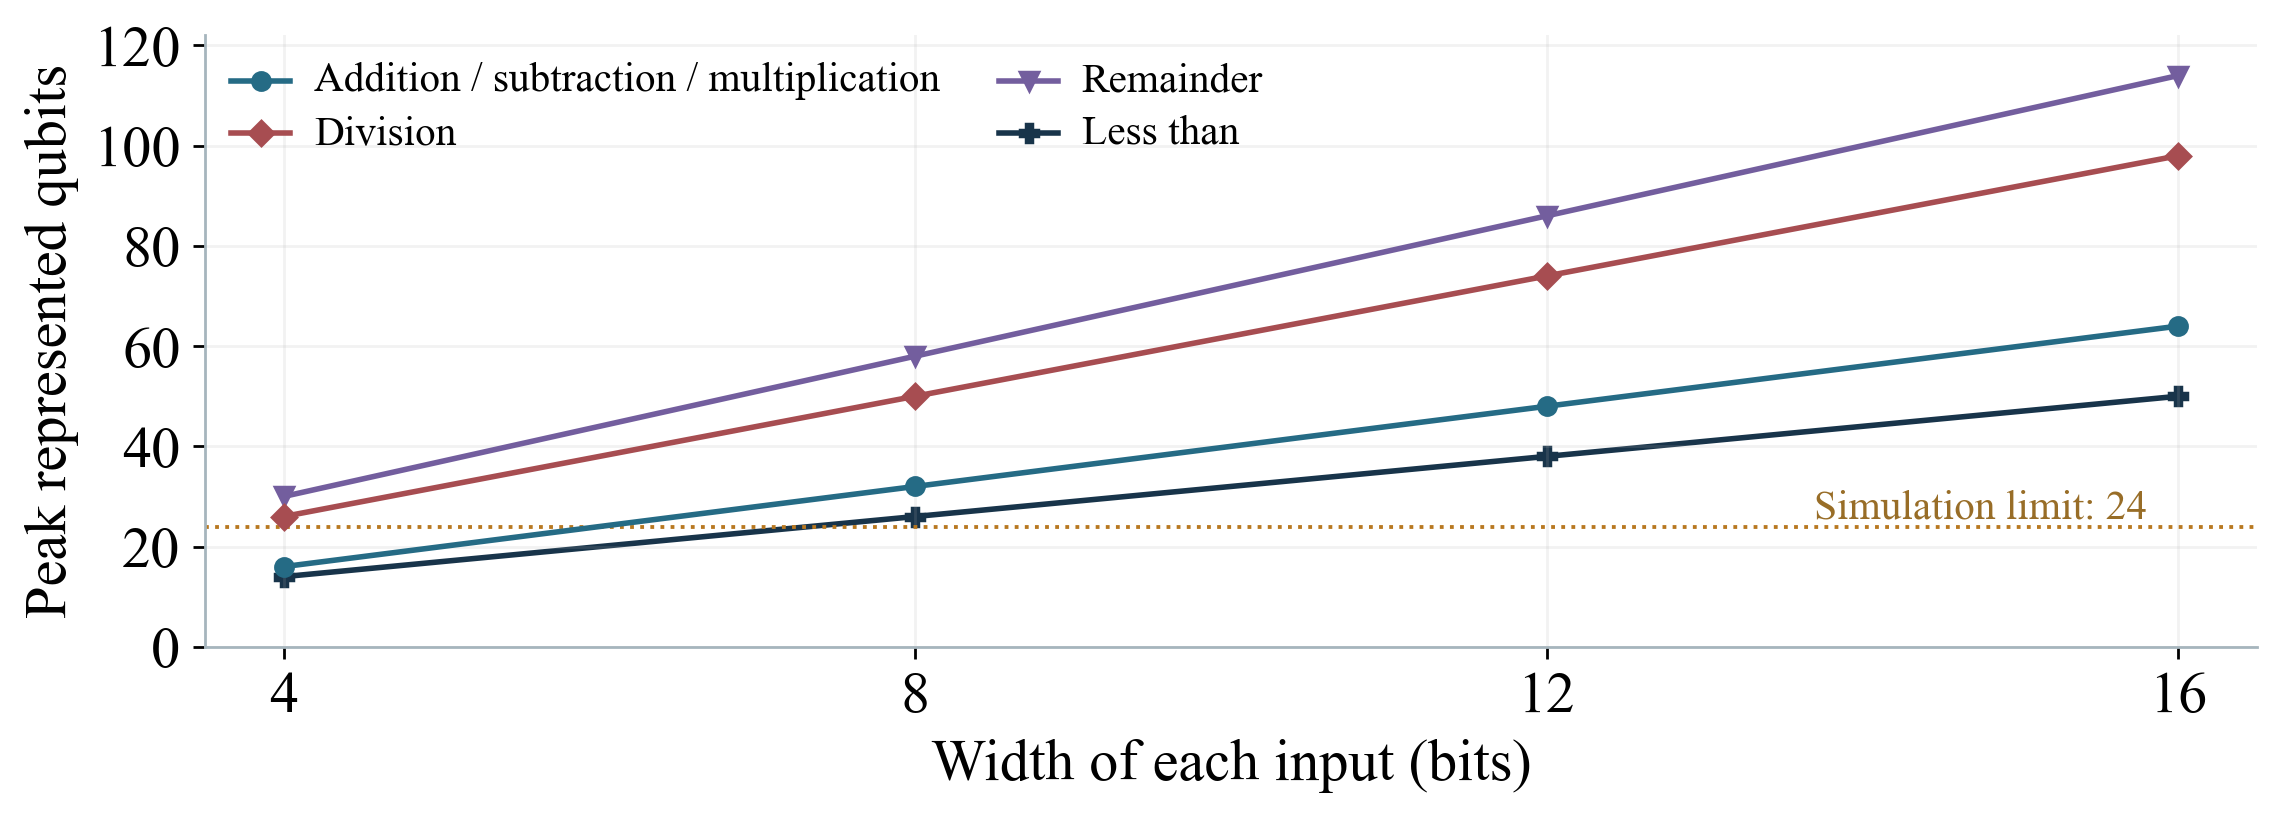 Peak represented qubits
120
100
80
60
40
20
0
Addition / subtraction / multiplication
Division
Remainder
Less than
Simulation limit: 24
4
8
12
16
Width of each input (bits)